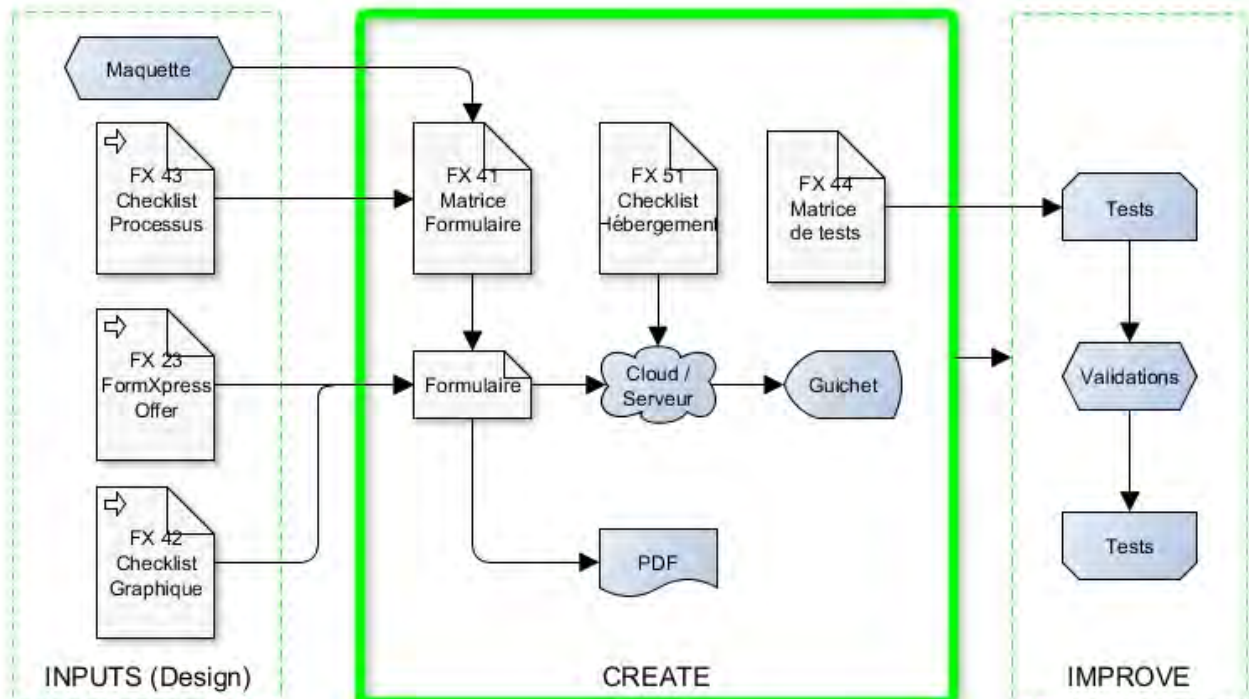 Maquette
FX 43
Checklist
Processus
FX 23
FormXpress
Offer
FX 42
Checklist
Graphique
INPUTS (Design)
FX 41
Matrice
Formulaire
FX 51
Checklist
Hébergement
FX 44
Matrice
de tests
Formulaire
Cloud /
Serveur
Guichet
PDF
CREATE
Tests
Validations
Tests
IMPROVE